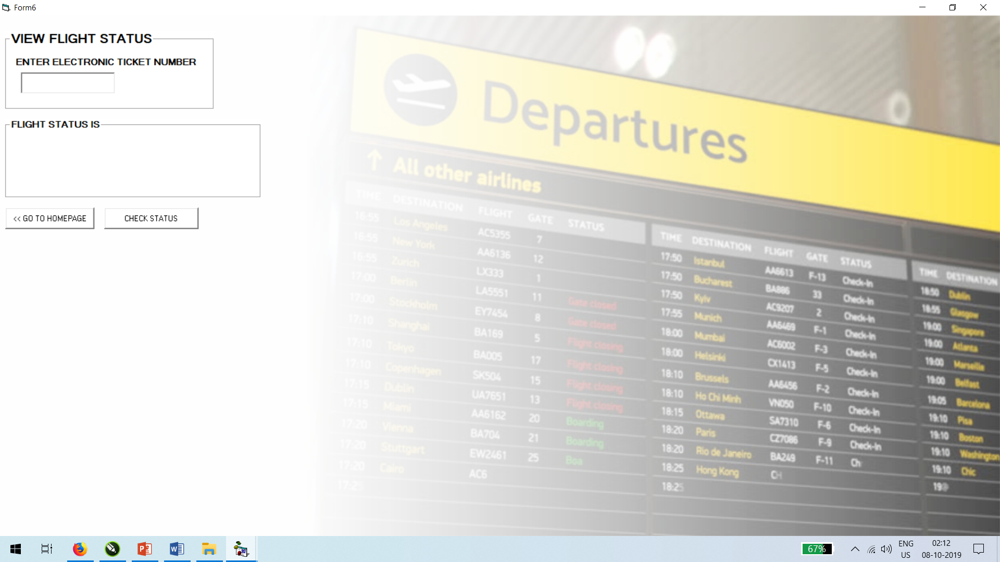 Form6
VIEW FLIGHT STATUS
ENTER ELECTRONIC TICKET NUMBER
FLIGHT STATUS IS
<< GO TO HOMEPAGE
CHECK STATUS
Departures
All other airlines
TIME DESTINATION FLIGHT GATE STATUS
16:55 Los Angeles AC5355 7
16:55 New York AA6136 12
16:55 Zurich LX333 1
17:00 Berlin LA5551 11 Gate closed
17:00 Stockholm EY7454 8 Gate closed
17:10 Shanghai BA169 5 Flight closing
17:10 Tokyo BA005 17 Flight closing
17:10 Copenhagen SK504 15 Flight closing
17:15 Dublin UA7651 13 Flight closing
17:15 Miami AA6162 20 Boarding
17:20 Vienna BA704 21 Boarding
17:20 Stuttgart EW2461 25 Boa
17:20 Cairo AC6
17:25
TIME DESTINATION FLIGHT GATE STATUS
17:50 Istanbul AA6613 F-13 Check-In
17:50 Bucharest BA886 33 Check-In
17:50 Kyiv AC9207 2 Check-In
17:55 Munich AA6469 F-1 Check-In
18:00 Mumbai AC6002 F-3 Check-In
18:00 Helsinki CX1413 F-5 Check-In
18:10 Brussels AA6456 F-2 Check-In
18:10 Ho Chi Minh VN050 F-10 Check-In
18:15 Ottawa SA7310 F-6 Check-In
18:20 Paris CZ7086 F-9 Check-In
18:20 Rio de Janeiro BA249 F-11 Ch
18:25 Hong Kong CH
18:25
TIME DESTINATION
18:50 Dublin
18:55 Glasgow
19:00 Singapore
19:00 Atlanta
19:00 Marseille
19:00 Belfast
19:05 Barcelona
19:10 Pisa
19:10 Boston
19:10 Washington
19:10 Chic
67%
ENG
US
02:12
08-10-2019